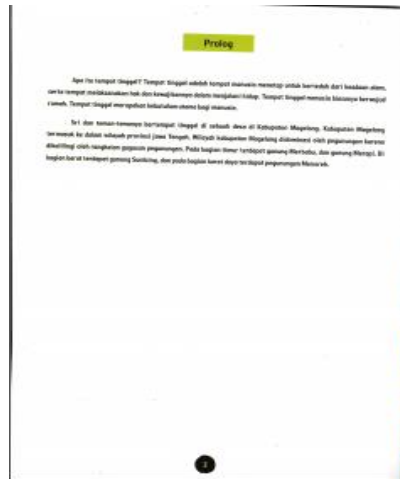 Prolog
Apa itu tempat tinggal? Tempat tinggal adalah tempat manusia menetap untuk berteduh dari keadaan alam,
serta tempat melaksanakan hak dan kewajibannya dalam menjalani hidup. Tempat tinggal manusia biasanya berwujud
rumah. Tempat tinggal merupakan kebutuhan utama bagi manusia.
Sri dan teman-temannya bertempat tinggal di sebuah desa di Kabupaten Magelang. Kabupaten Magelang
termasuk ke dalam wilayah provinsi Jawa Tengah. Wilayah kabupaten Magelang didominasi oleh pegunungan karena
dikelilingi oleh rangkaian gugusan pegunungan. Pada bagian timur terdapat gunung Merbabu, dan gunung Merapi. Di
bagian barat terdapat gunung Sumbing, dan pada bagian barat daya terdapat pegunungan Menoreh.
2